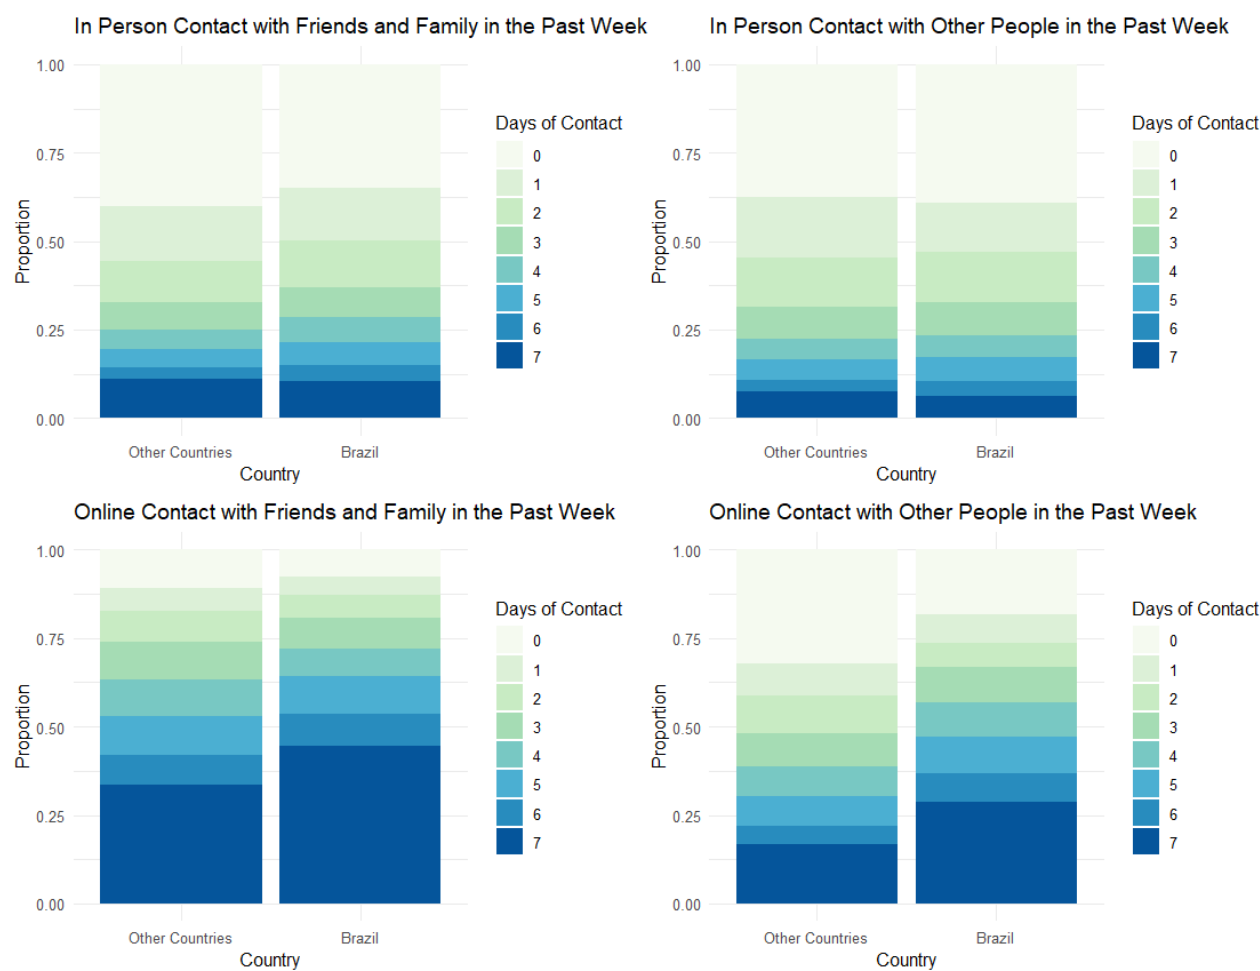 In Person Contact with Friends and Family in the Past Week
1.00
0.75
0.50
0.25
0.00
Proportion
Other Countries
Brazil
Country
Days of Contact
0
1
2
3
4
5
6
7
In Person Contact with Other People in the Past Week
1.00
0.75
0.50
0.25
0.00
Proportion
Other Countries
Brazil
Country
Days of Contact
0
1
2
3
4
5
6
7
Online Contact with Friends and Family in the Past Week
1.00
0.75
0.50
0.25
0.00
Proportion
Other Countries
Brazil
Country
Days of Contact
0
1
2
3
4
5
6
7
Online Contact with Other People in the Past Week
1.00
0.75
0.50
0.25
0.00
Proportion
Other Countries
Brazil
Country
Days of Contact
0
1
2
3
4
5
6
7